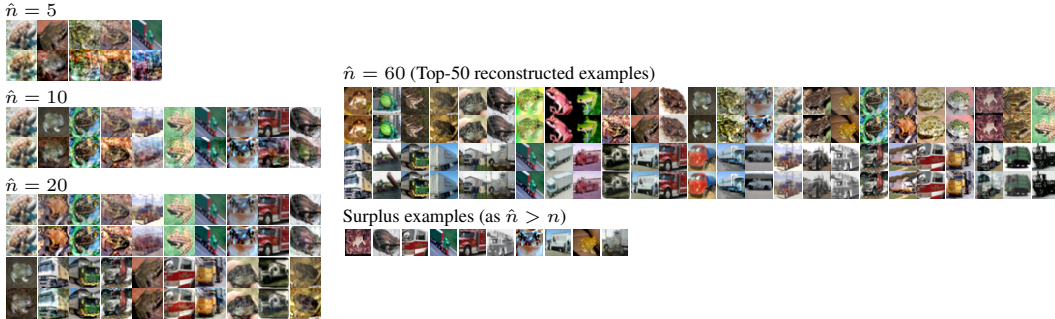 n̂ = 5
n̂ = 10
n̂ = 20
n̂ = 60 (Top-50 reconstructed examples)
Surplus examples (as n̂ > n)